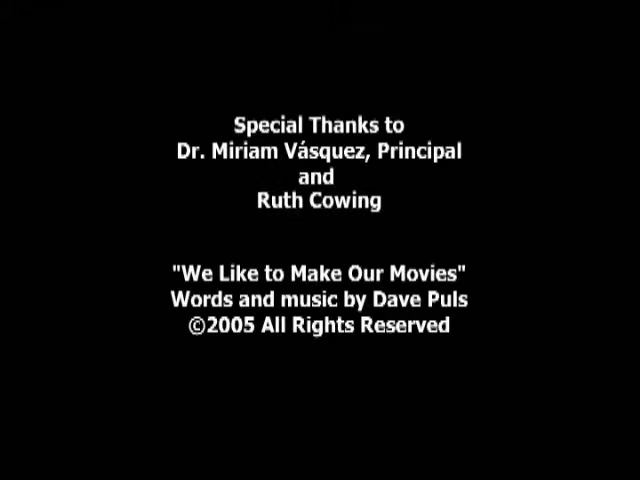 Special Thanks to
Dr. Miriam Vásquez, Principal
and
Ruth Cowing
"We Like to Make Our Movies"
Words and music by Dave Puls
©2005 All Rights Reserved